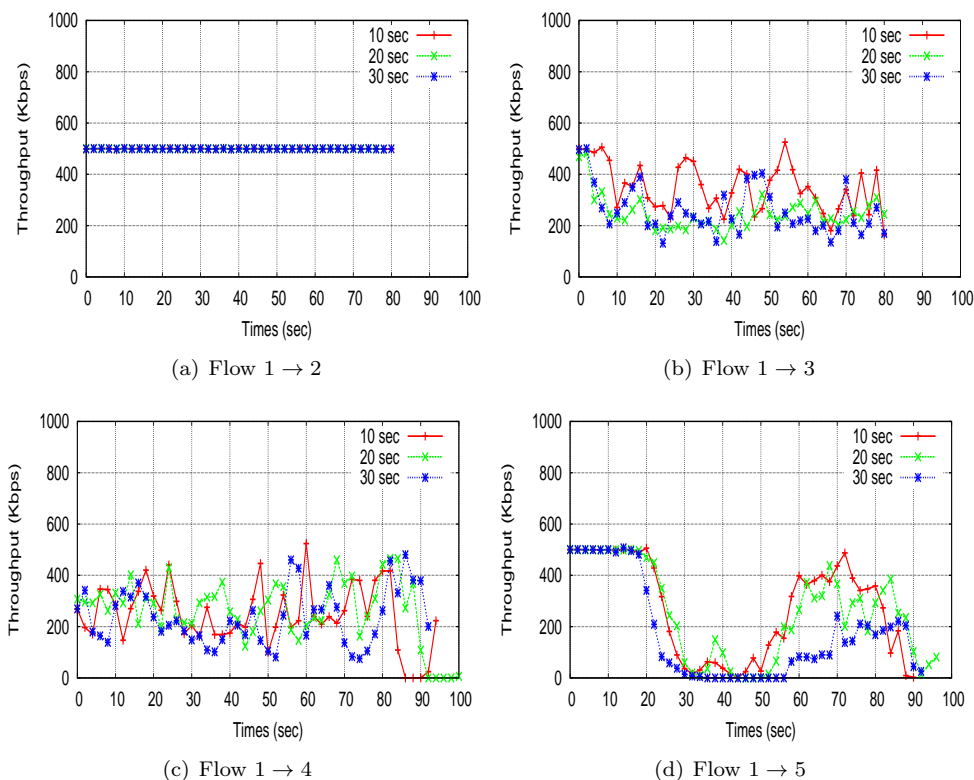 1000
800
600
400
200
0
Throughput (Kbps)
10 sec
20 sec
30 sec
0 10 20 30 40 50 60 70 80 90 100
Times (sec)
(a) Flow 1 → 2
1000
800
600
400
200
0
Throughput (Kbps)
10 sec
20 sec
30 sec
0 10 20 30 40 50 60 70 80 90 100
Times (sec)
(b) Flow 1 → 3
1000
800
600
400
200
0
Throughput (Kbps)
10 sec
20 sec
30 sec
0 10 20 30 40 50 60 70 80 90 100
Times (sec)
(c) Flow 1 → 4
1000
800
600
400
200
0
Throughput (Kbps)
10 sec
20 sec
30 sec
0 10 20 30 40 50 60 70 80 90 100
Times (sec)
(d) Flow 1 → 5